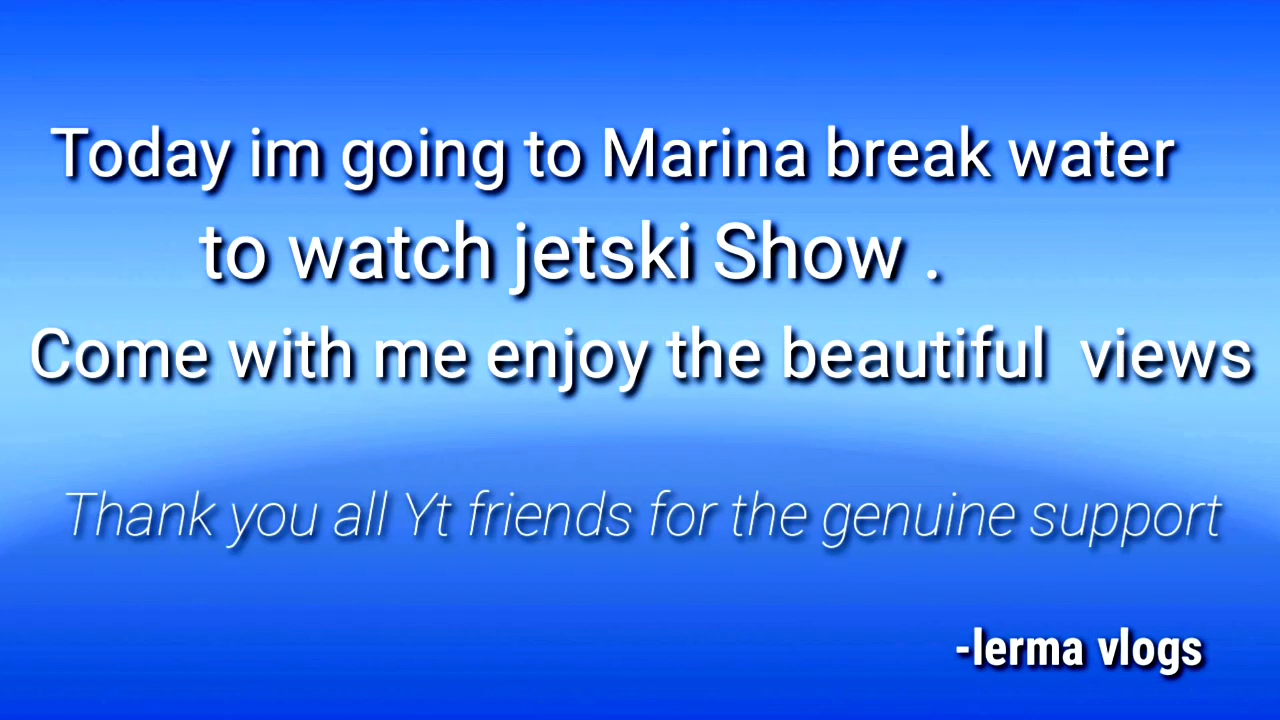 Today im going to Marina break water
to watch jetski Show .
Come with me enjoy the beautiful  views
Thank you all Yt friends for the genuine support
-lerma vlogs